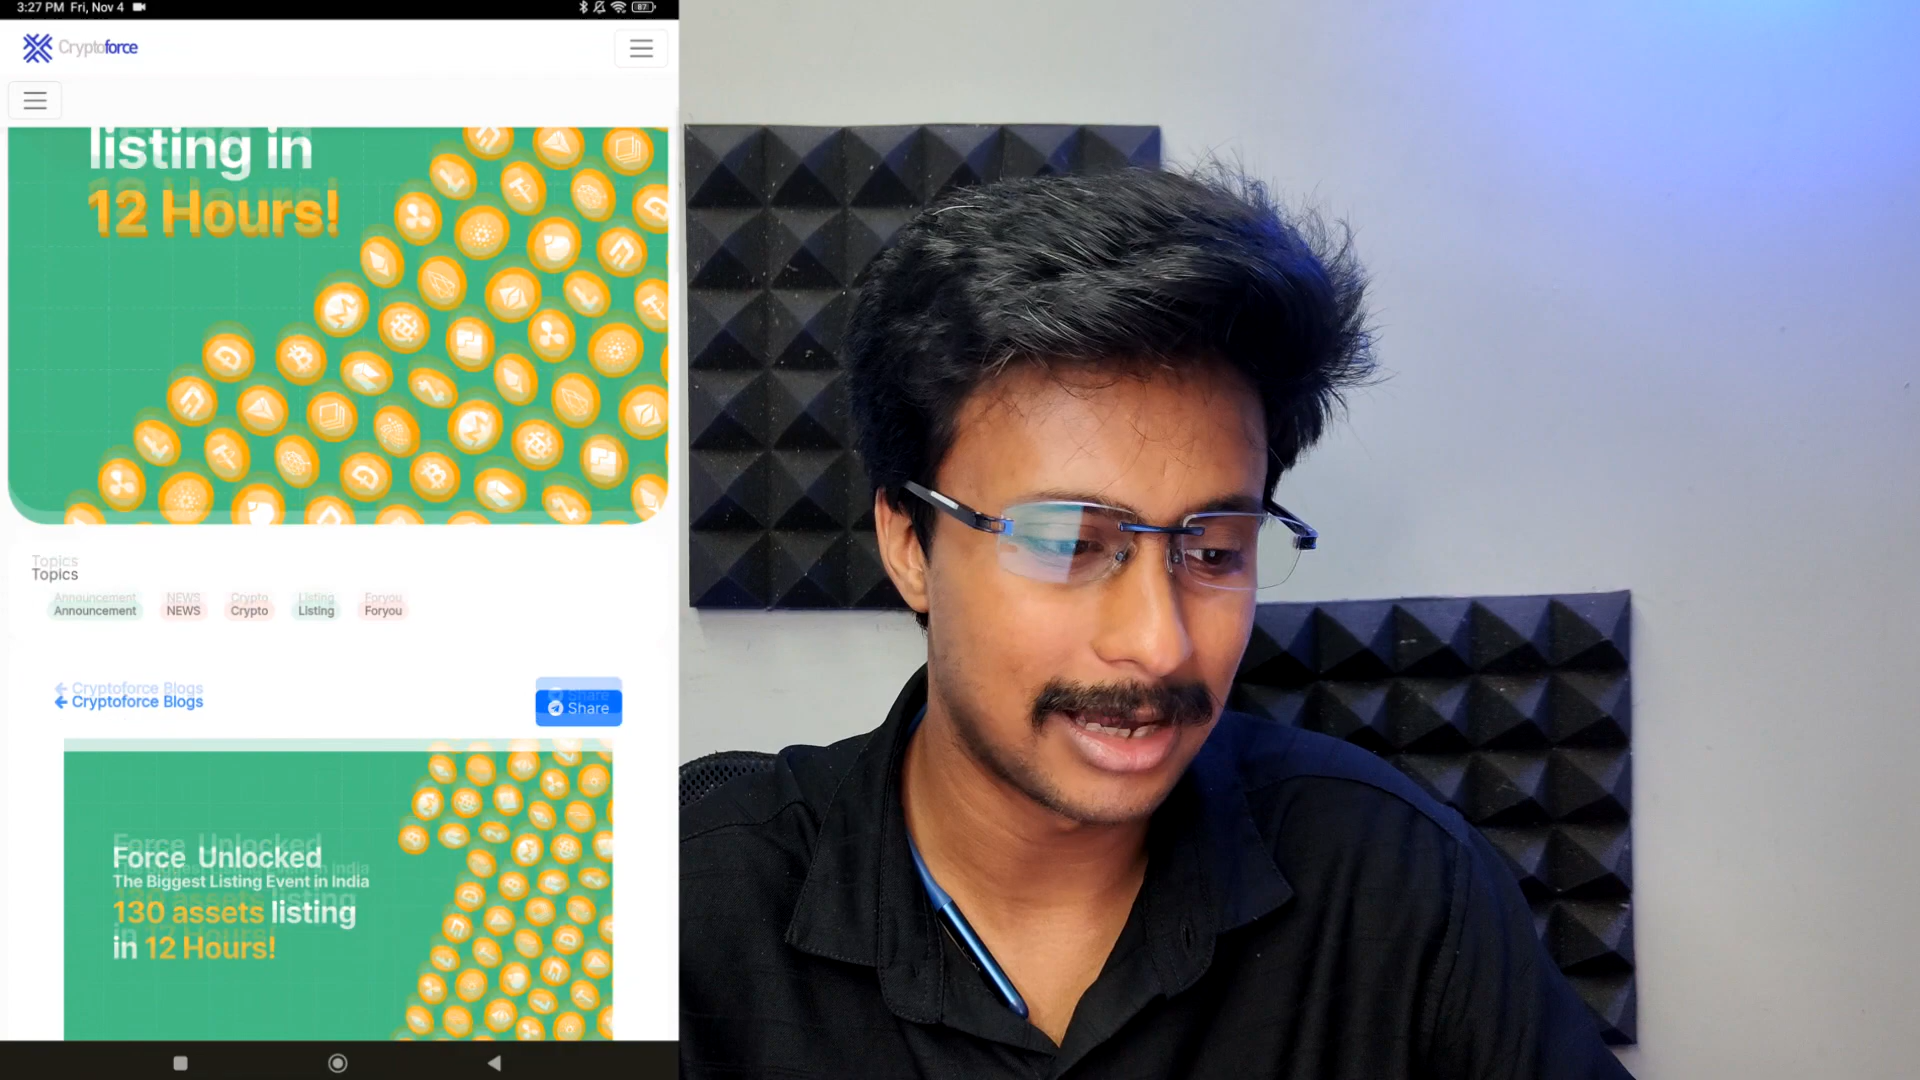 3:27 PM Fri, Nov 4
87
Cryptoforce
listing in
12 Hours!
Topics
Announcement NEWS Crypto Listing Foryou
Cryptoforce Blogs
Share
Force Unlocked
The Biggest Listing Event in India
130 assets listing
in 12 Hours!